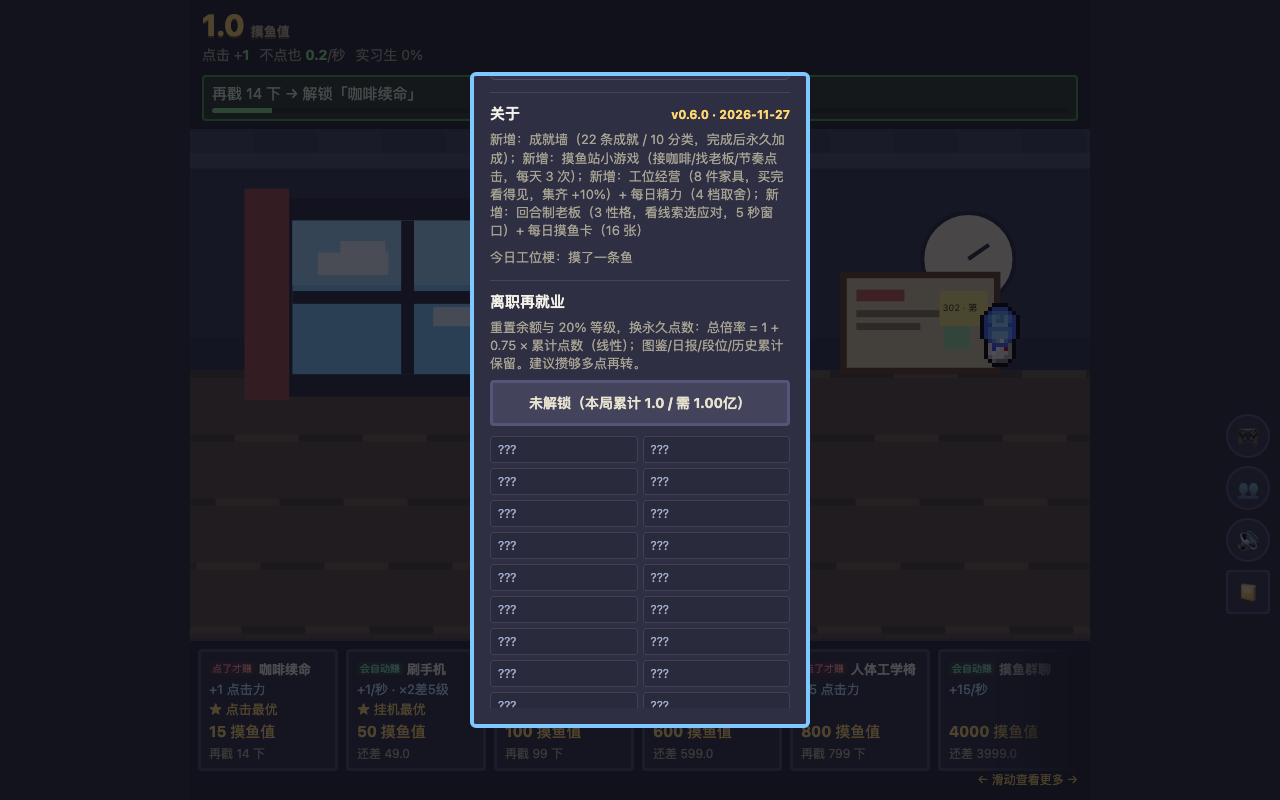 1.0 摸鱼值
点击 +1 不点也 0.2/秒 实习生 0%
再戳 14 下 → 解锁「咖啡续命」
关于 v0.6.0 · 2026-11-27
新增：成就墙（22 条成就 / 10 分类，完成后永久加
成）；新增：摸鱼站小游戏（接咖啡/找老板/节奏点
击，每天 3 次）；新增：工位经营（8 件家具，买完
看得见，集齐 +10%）+ 每日精力（4 档取舍）；新
增：回合制老板（3 性格，看线索选应对，5 秒窗
口）+ 每日摸鱼卡（16 张）
今日工位梗：摸了一条鱼
302 · 第
离职再就业
重置余额与 20% 等级，换永久点数：总倍率 = 1 +
0.75 × 累计点数（线性）；图鉴/日报/段位/历史累计
保留。建议攒够多点再转。
未解锁（本局累计 1.0 / 需 1.00亿）
??? ???
??? ???
??? ???
??? ???
??? ???
??? ???
??? ???
??? ???
??? ???
点了才赚 咖啡续命
+1 点击力
★ 点击最优
15 摸鱼值
再戳 14 下
会自动赚 刷手机
+1/秒 · ×2差5级
★ 挂机最优
50 摸鱼值
还差 49.0
100 摸鱼值
再戳 99 下
600 摸鱼值
还差 599.0
点了才赚 人体工学椅
5 点击力
800 摸鱼值
再戳 799 下
会自动赚 摸鱼群聊
+15/秒
4000 摸鱼值
还差 3999.0
← 滑动查看更多 →